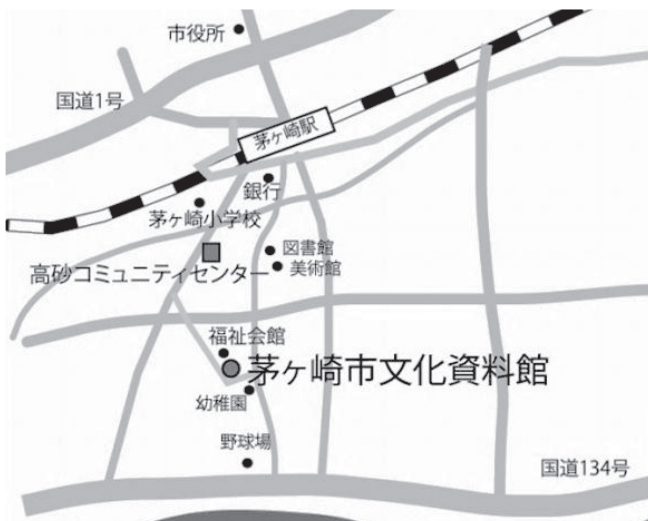 市役所
国道1号
茅ヶ崎駅
銀行
茅ヶ崎小学校
図書館
高砂コミュニティセンター
美術館
福祉会館
茅ヶ崎市文化資料館
幼稚園
野球場
国道134号